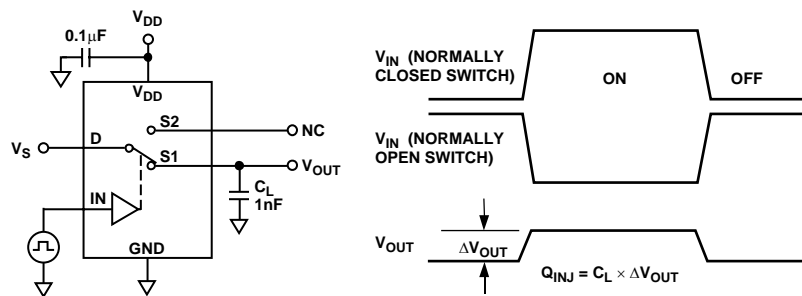 VDD
0.1µF
VDD
S2
NC
VS
D
S1
VOUT
IN
CL
1nF
GND
VIN (NORMALLY
CLOSED SWITCH)
ON
OFF
VIN (NORMALLY
OPEN SWITCH)
VOUT
ΔVOUT
QINJ = CL × ΔVOUT